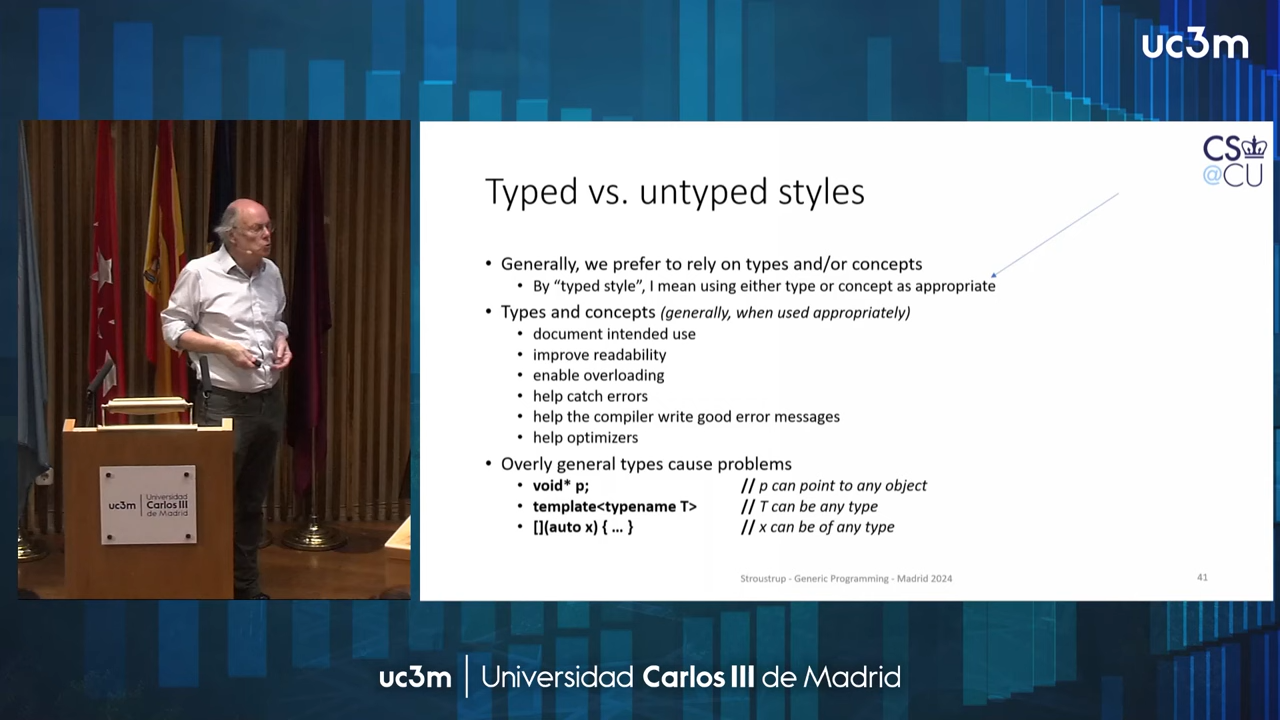 uc3m
CS
@CU
Typed vs. untyped styles
• Generally, we prefer to rely on types and/or concepts
• By “typed style”, I mean using either type or concept as appropriate
• Types and concepts (generally, when used appropriately)
• document intended use
• improve readability
• enable overloading
• help catch errors
• help the compiler write good error messages
• help optimizers
• Overly general types cause problems
• void* p; // p can point to any object
• template<typename T> // T can be any type
• [](auto x) { … } // x can be of any type
Stroustrup - Generic Programming - Madrid 2024 41
uc3m
Universidad
Carlos III
de Madrid
uc3m Universidad Carlos III de Madrid